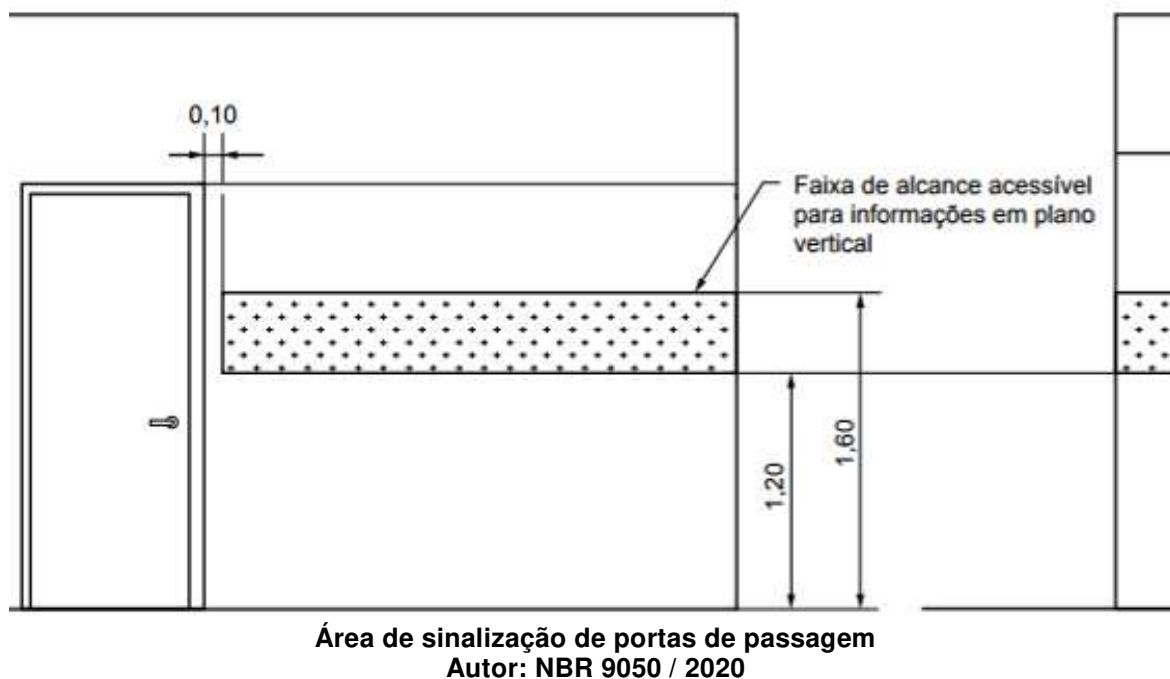 0,10
Faixa de alcance acessível
para informações em plano
vertical
1,20
1,60
Área de sinalização de portas de passagem
Autor: NBR 9050 / 2020